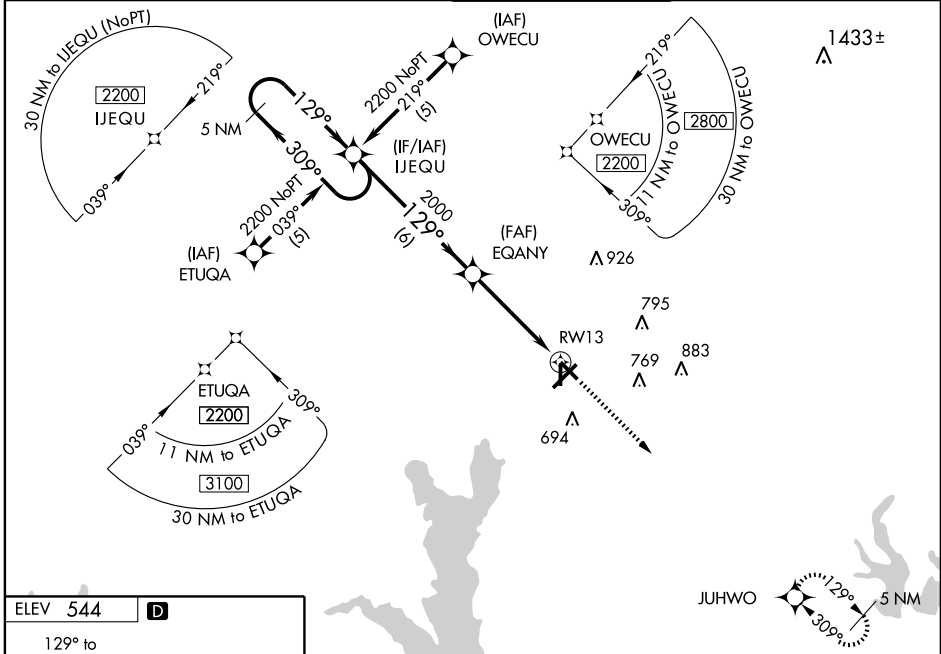 30 NM to IJEQU (NoPT)
219°
2200
IJEQU
039°
(IAF)
OWECU
2200 NoPT
219°
(5)
129°
5 NM
309°
(IF/IAF)
IJEQU
2200 NoPT
039°
(5)
(IAF)
ETUQA
2000
129°
(6)
(FAF)
EQANY
1433±
219°
11 NM to OWECU
2800
30 NM to OWECU
OWECU
2200
309°
926
795
RW13
769
883
694
ETUQA
2200
039°
309°
11 NM to ETUQA
3100
30 NM to ETUQA
JUHWO
129°
309°
5 NM
ELEV 544
D
129° to